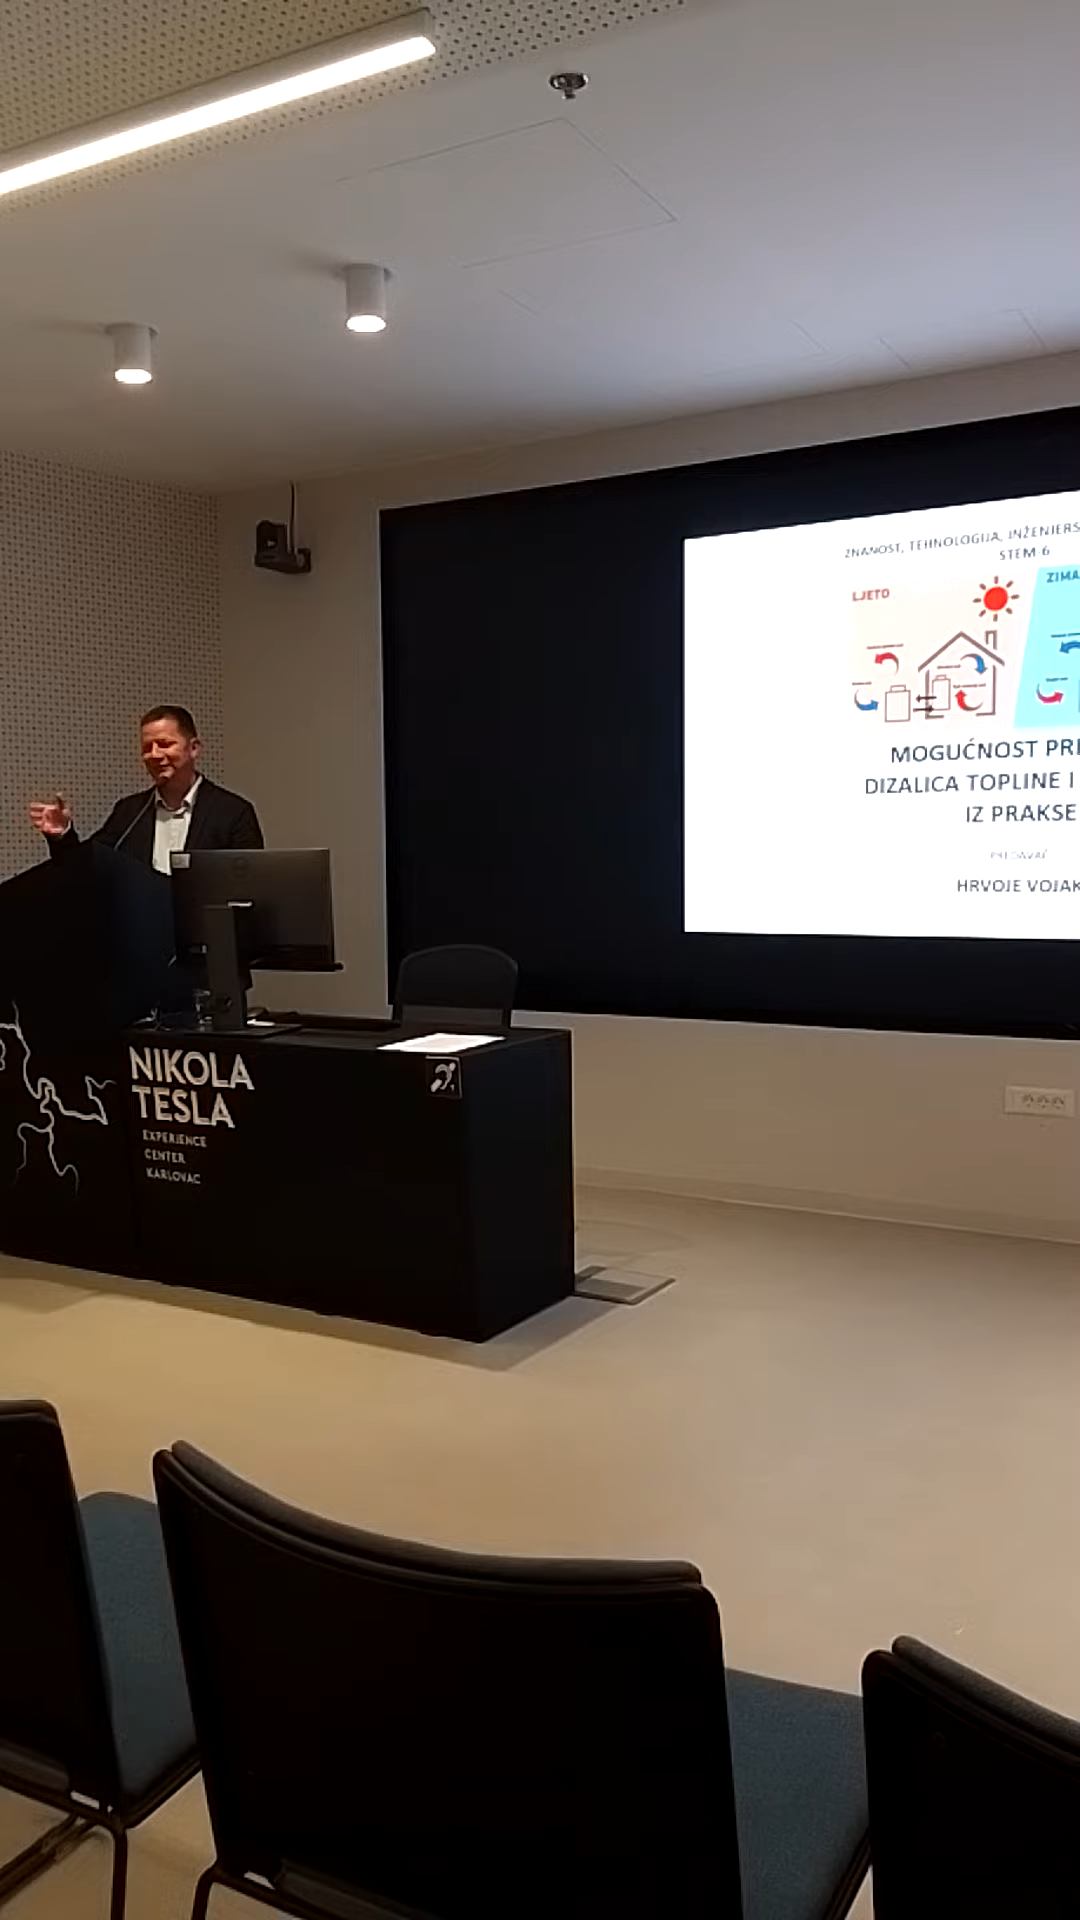 ZNANOST, TEHNOLOGIJA, INŽENJERS
STEM-6
LJETO
ZIMA
MOGUĆNOST PRI
DIZALICA TOPLINE I
IZ PRAKSE
PREDAVAČ
HRVOJE VOJAK
NIKOLA
TESLA
EXPERIENCE
CENTER
KARLOVAC